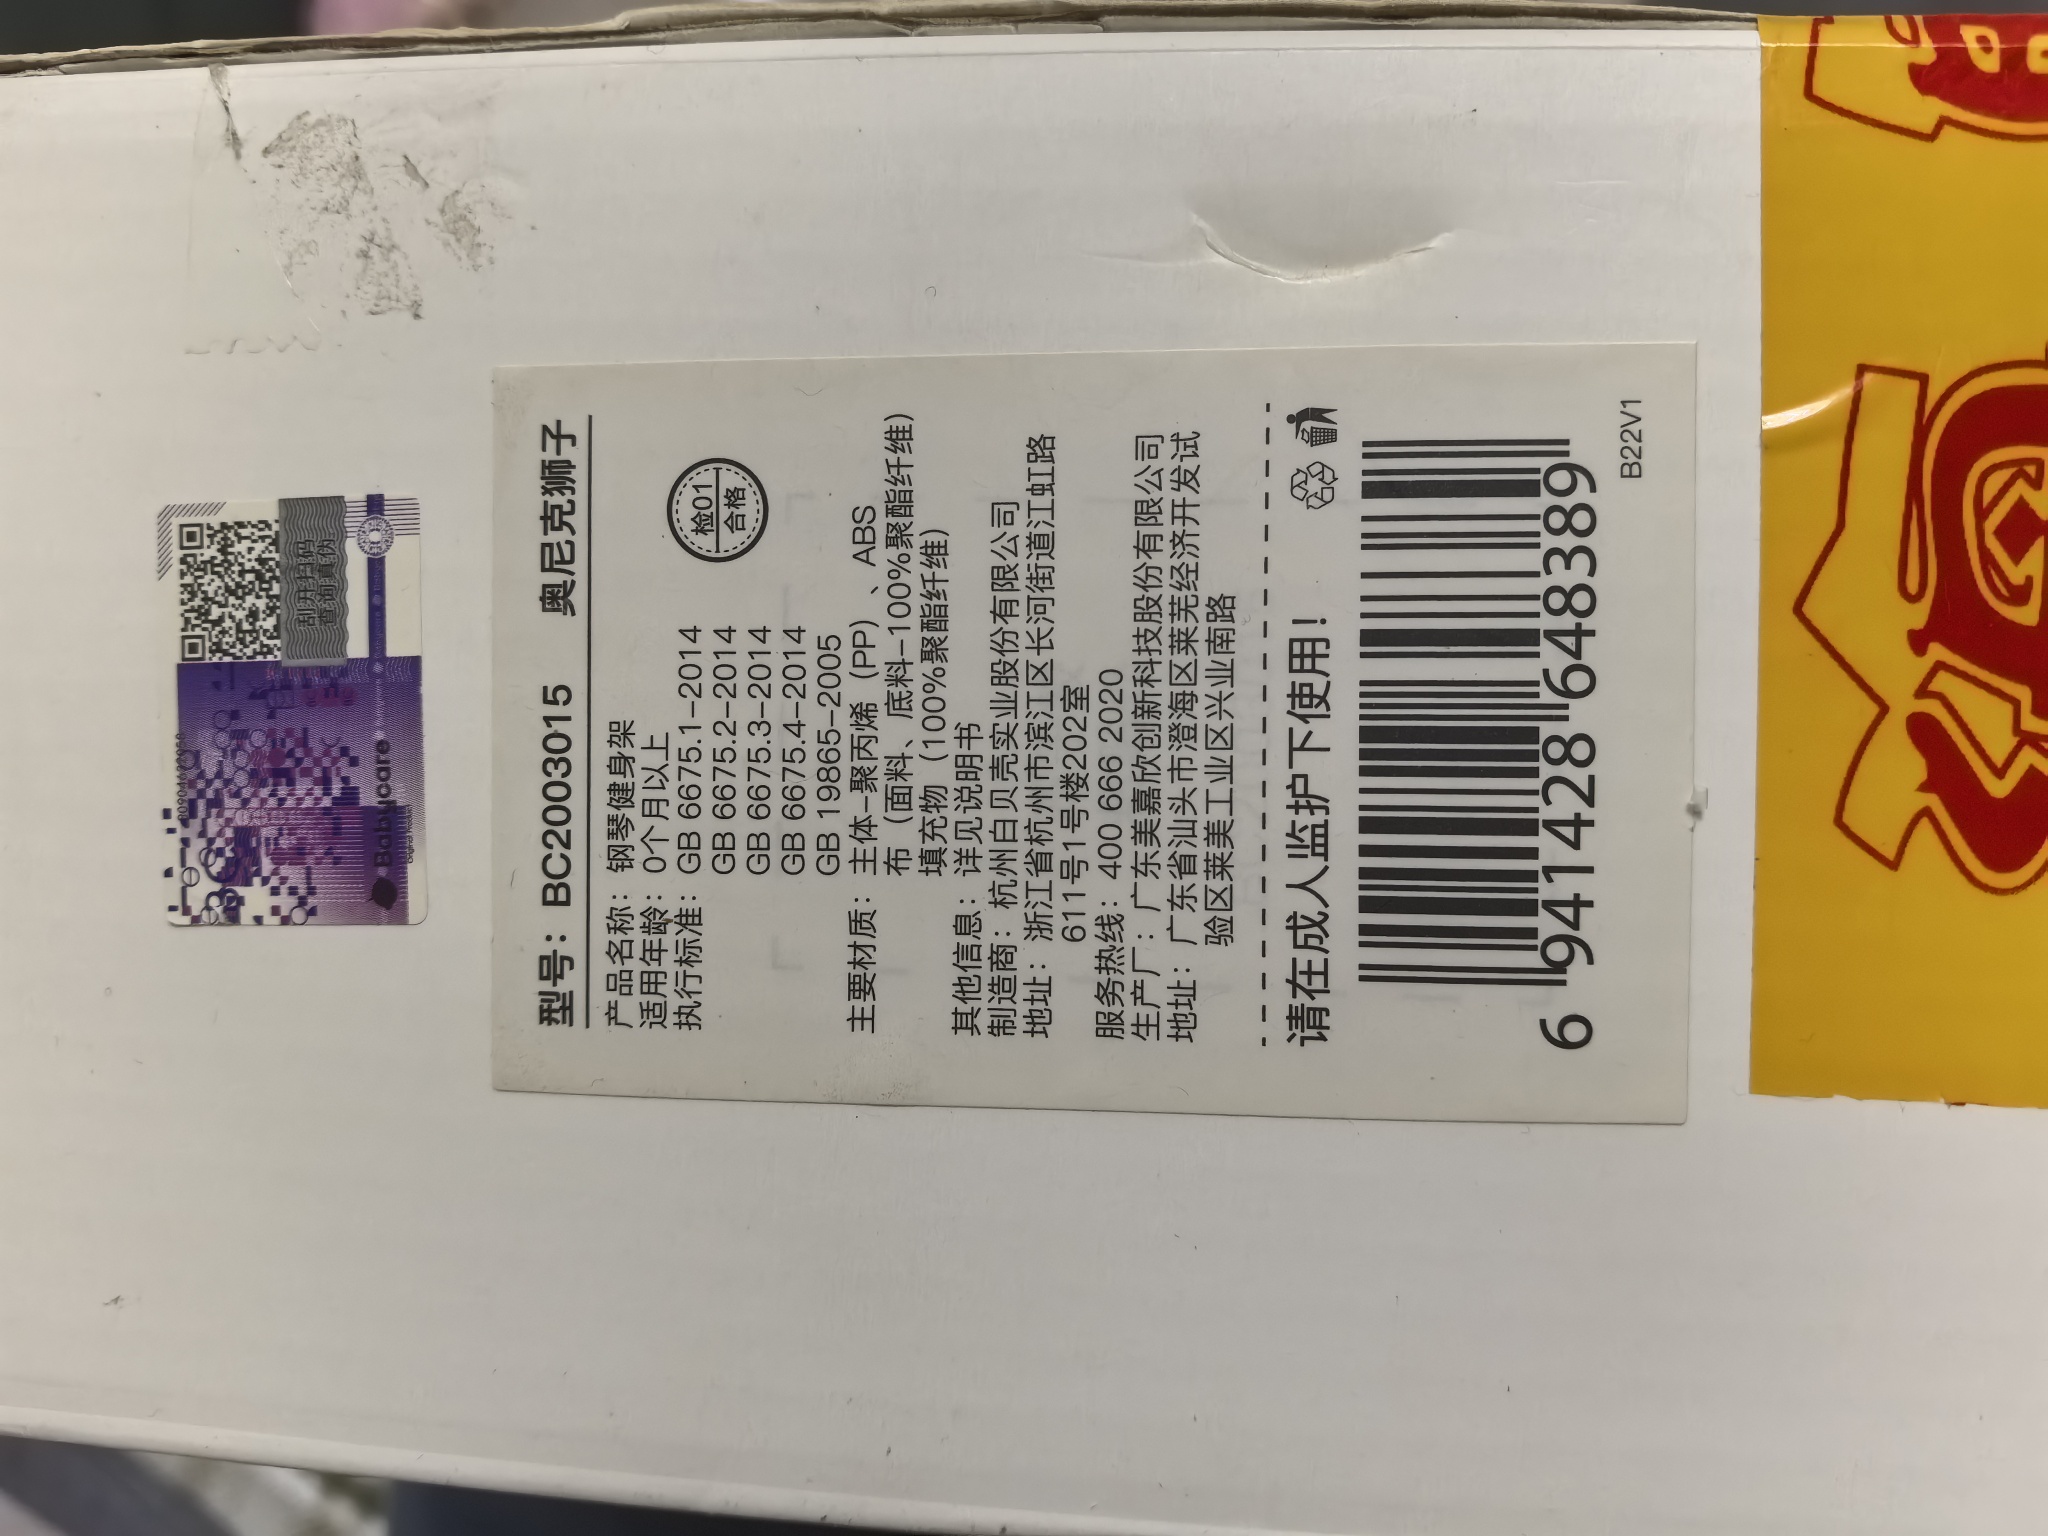 刮开扫码
查询真伪
Babycare
型号：BC2003015 奥尼克狮子
产品名称：钢琴健身架
适用年龄：0个月以上
执行标准：GB 6675.1-2014
GB 6675.2-2014
GB 6675.3-2014
GB 6675.4-2014
GB 19865-2005
检01
合格
主要材质：主体-聚丙烯（PP）、ABS
布（面料、底料-100%聚酯纤维）
填充物（100%聚酯纤维）
其他信息：详见说明书
制造商：杭州白贝壳实业股份有限公司
地址：浙江省杭州市滨江区长河街道江虹路
611号1号楼202室
服务热线：400 666 2020
生产厂：广东美嘉欣创新科技股份有限公司
地址：广东省汕头市澄海区莱芜经济开发试
验区莱美工业区兴业南路
请在成人监护下使用！
6 941428 648389
B22V1